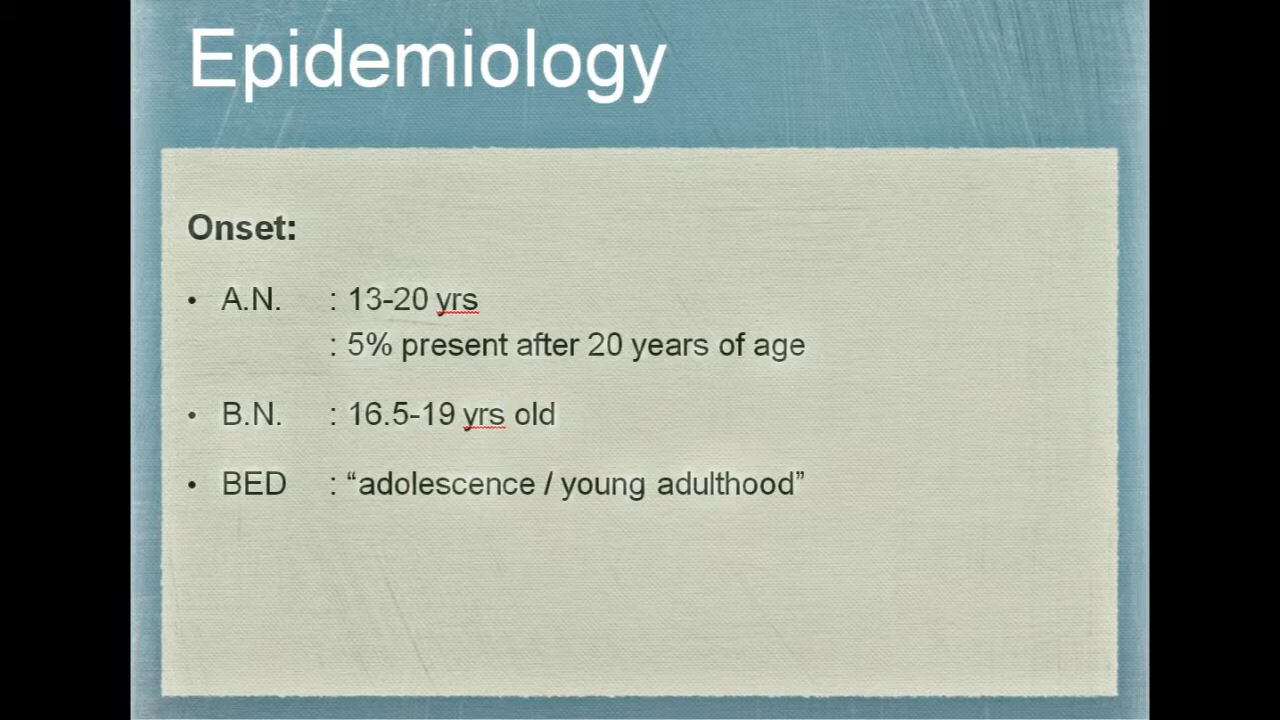 Epidemiology
Onset:
• A.N. : 13-20 yrs
: 5% present after 20 years of age
• B.N. : 16.5-19 yrs old
• BED : “adolescence / young adulthood”